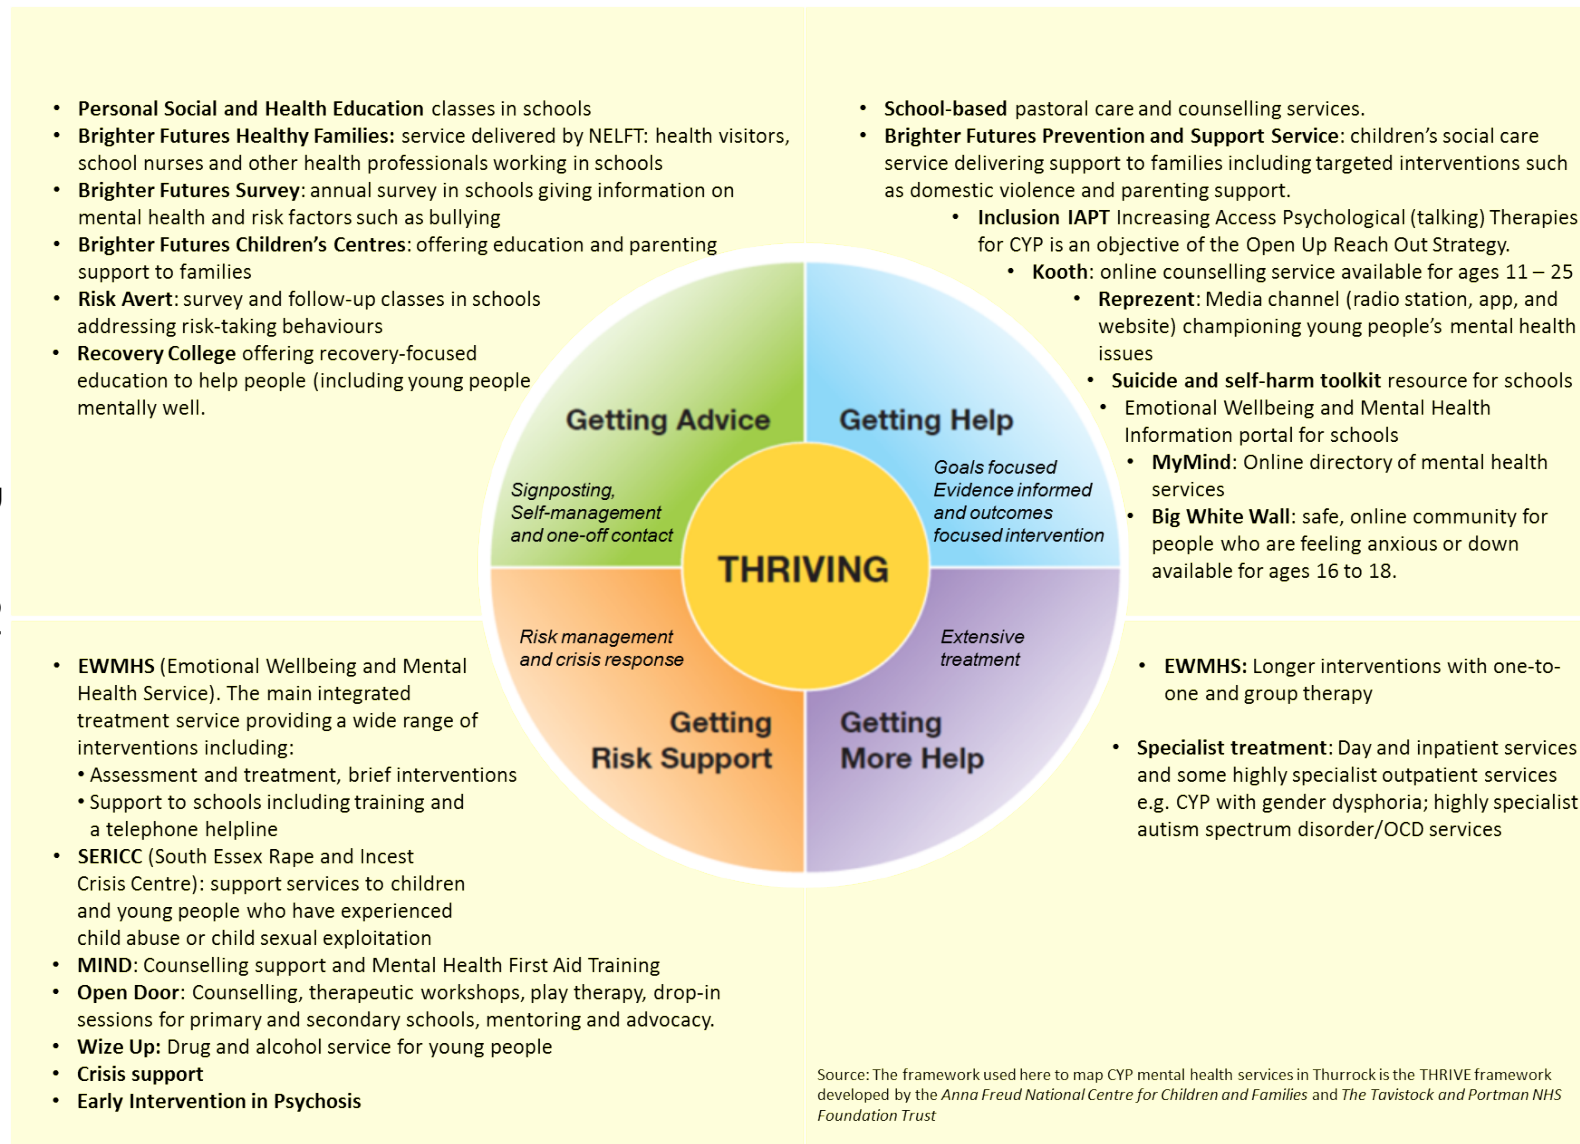 • Personal Social and Health Education classes in schools
• Brighter Futures Healthy Families: service delivered by NELFT: health visitors,
school nurses and other health professionals working in schools
• Brighter Futures Survey: annual survey in schools giving information on
mental health and risk factors such as bullying
• Brighter Futures Children’s Centres: offering education and parenting
support to families
• Risk Avert: survey and follow-up classes in schools
addressing risk-taking behaviours
• Recovery College offering recovery-focused
education to help people (including young people
mentally well.
• School-based pastoral care and counselling services.
• Brighter Futures Prevention and Support Service: children’s social care
service delivering support to families including targeted interventions such
as domestic violence and parenting support.
• Inclusion IAPT Increasing Access Psychological (talking) Therapies
for CYP is an objective of the Open Up Reach Out Strategy.
• Kooth: online counselling service available for ages 11 – 25
• Reprezent: Media channel (radio station, app, and
website) championing young people’s mental health
issues
• Suicide and self-harm toolkit resource for schools
• Emotional Wellbeing and Mental Health
Information portal for schools
• MyMind: Online directory of mental health
services
• Big White Wall: safe, online community for
people who are feeling anxious or down
available for ages 16 to 18.
Getting Advice
Signposting,
Self-management
and one-off contact
Getting Help
Goals focused
Evidence informed
and outcomes
focused intervention
THRIVING
Risk management
and crisis response
Getting
Risk Support
Extensive
treatment
Getting
More Help
• EWMHS (Emotional Wellbeing and Mental
Health Service). The main integrated
treatment service providing a wide range of
interventions including:
• Assessment and treatment, brief interventions
• Support to schools including training and
a telephone helpline
• SERICC (South Essex Rape and Incest
Crisis Centre): support services to children
and young people who have experienced
child abuse or child sexual exploitation
• MIND: Counselling support and Mental Health First Aid Training
• Open Door: Counselling, therapeutic workshops, play therapy, drop-in
sessions for primary and secondary schools, mentoring and advocacy.
• Wize Up: Drug and alcohol service for young people
• Crisis support
• Early Intervention in Psychosis
• EWMHS: Longer interventions with one-to-
one and group therapy
• Specialist treatment: Day and inpatient services
and some highly specialist outpatient services
e.g. CYP with gender dysphoria; highly specialist
autism spectrum disorder/OCD services
Source: The framework used here to map CYP mental health services in Thurrock is the THRIVE framework
developed by the Anna Freud National Centre for Children and Families and The Tavistock and Portman NHS
Foundation Trust